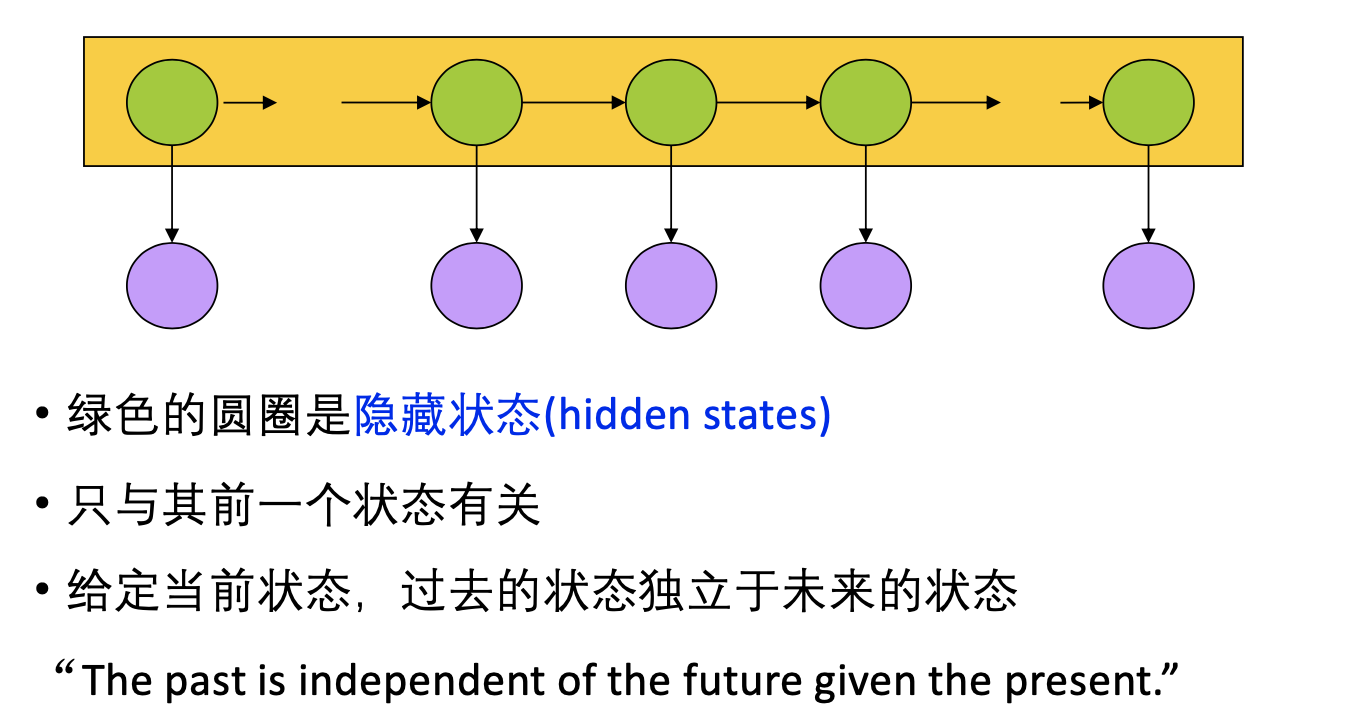 • 绿色的圆圈是隐藏状态(hidden states)
• 只与其前一个状态有关
• 给定当前状态，过去的状态独立于未来的状态
“The past is independent of the future given the present.”